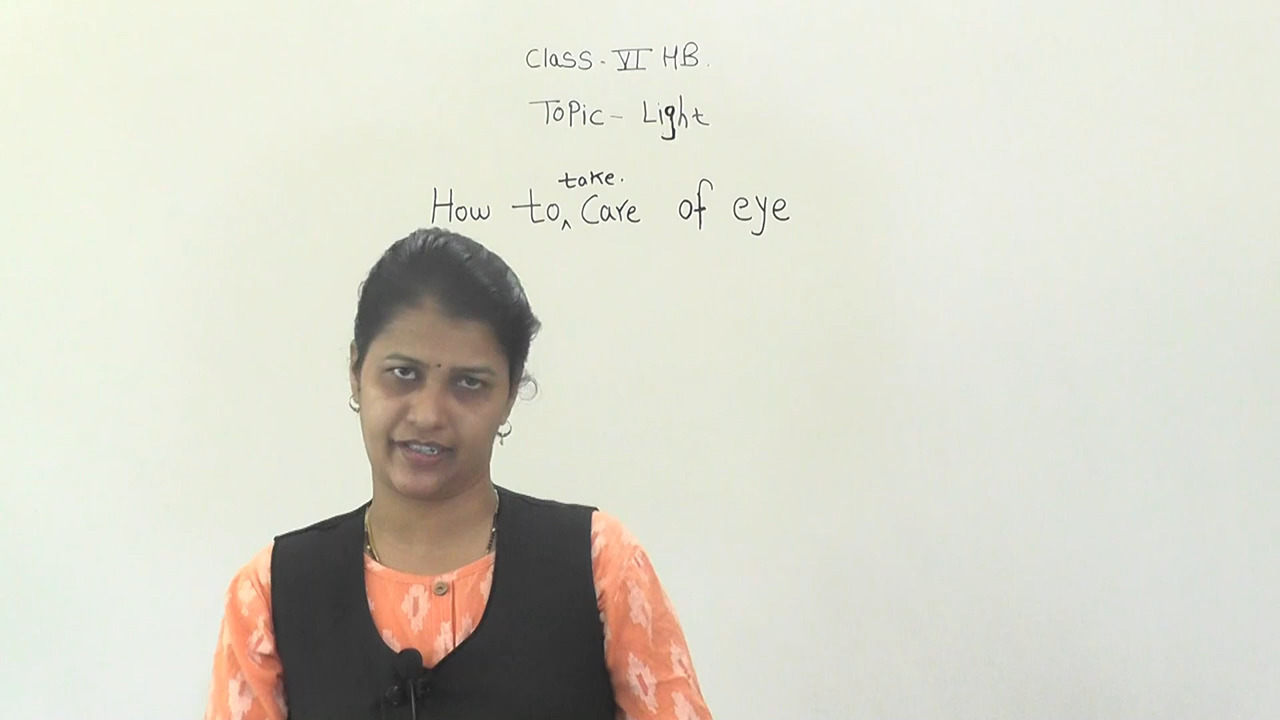 Class - VI HB.
Topic - Light
How to ^ take. Care of eye